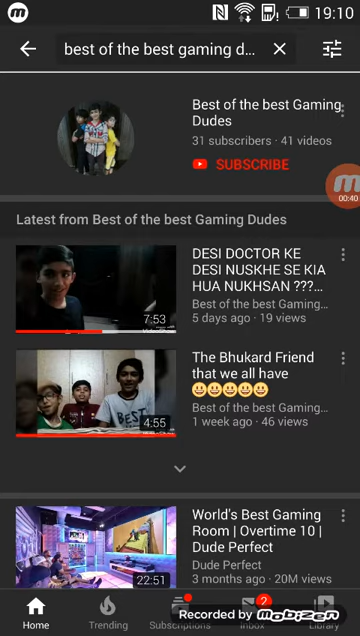 19:10
best of the best gaming d...
Best of the best Gaming
Dudes
31 subscribers · 41 videos
SUBSCRIBE
00:40
Latest from Best of the best Gaming Dudes
7:53
DESI DOCTOR KE
DESI NUSKHE SE KIA
HUA NUKHSAN ???...
Best of the best Gaming...
5 days ago · 19 views
BEST
4:55
The Bhukard Friend
that we all have
😀😀😀😀😀
Best of the best Gaming...
1 week ago · 46 views
22:51
World's Best Gaming
Room | Overtime 10 |
Dude Perfect
Dude Perfect
3 months ago · 20M views
2
Home
Trending
Subscriptions
Inbox
Library
Recorded by mobizen